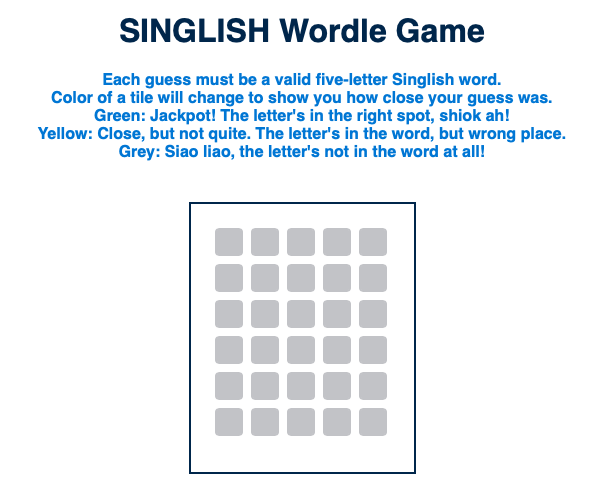 SINGLISH Wordle Game
Each guess must be a valid five-letter Singlish word.
Color of a tile will change to show you how close your guess was.
Green: Jackpot! The letter's in the right spot, shiok ah!
Yellow: Close, but not quite. The letter's in the word, but wrong place.
Grey: Siao liao, the letter's not in the word at all!